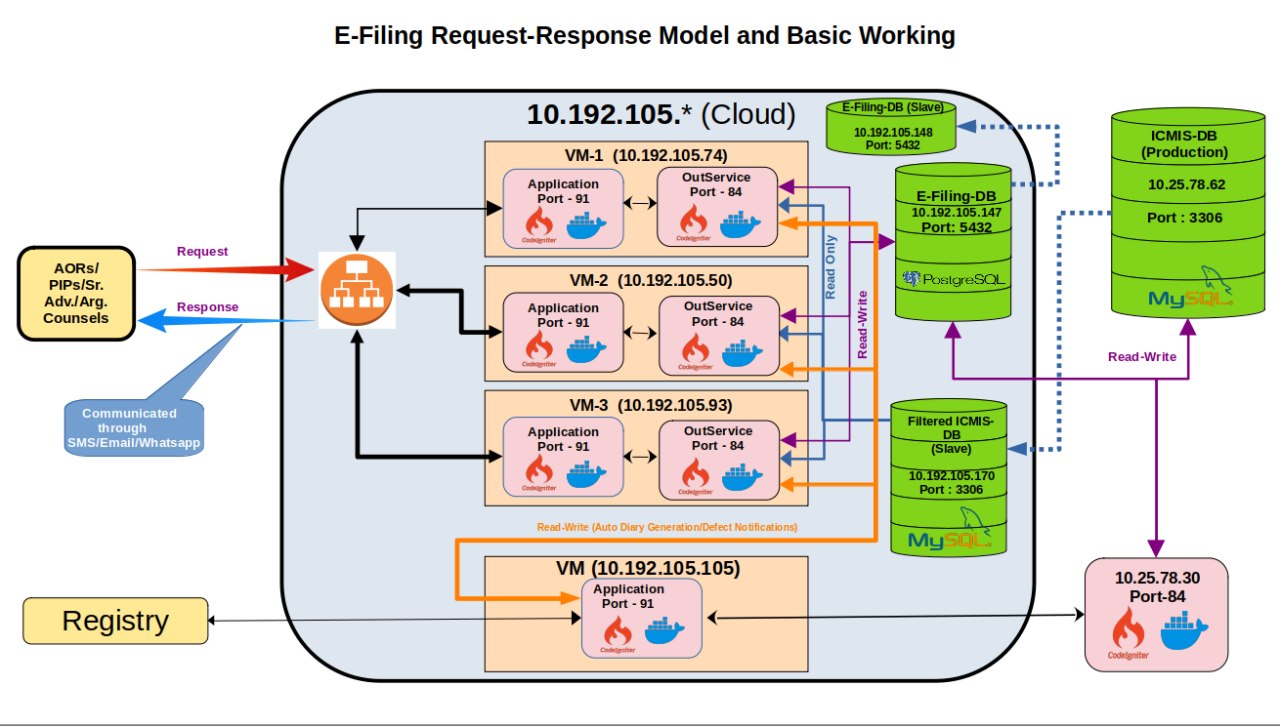 E-Filing Request-Response Model and Basic Working
10.192.105.* (Cloud)
E-Filing-DB (Slave)
10.192.105.148
Port: 5432
ICMIS-DB
(Production)
10.25.78.62
Port : 3306
MySQL
VM-1 (10.192.105.74)
Application
Port - 91
CodeIgniter
OutService
Port - 84
CodeIgniter
E-Filing-DB
10.192.105.147
Port: 5432
PostgreSQL
Request
AORs/
PIPs/Sr.
Adv./Arg.
Counsels
Response
Communicated
through
SMS/Email/Whatsapp
Read Only
Read-Write
VM-2 (10.192.105.50)
Application
Port - 91
CodeIgniter
OutService
Port - 84
CodeIgniter
Read-Write
VM-3 (10.192.105.93)
Application
Port - 91
CodeIgniter
OutService
Port - 84
CodeIgniter
Filtered ICMIS-
DB
(Slave)
10.192.105.170
Port : 3306
MySQL
Read-Write (Auto Diary Generation/Defect Notifications)
VM (10.192.105.105)
Application
Port - 91
CodeIgniter
Registry
10.25.78.30
Port-84
CodeIgniter